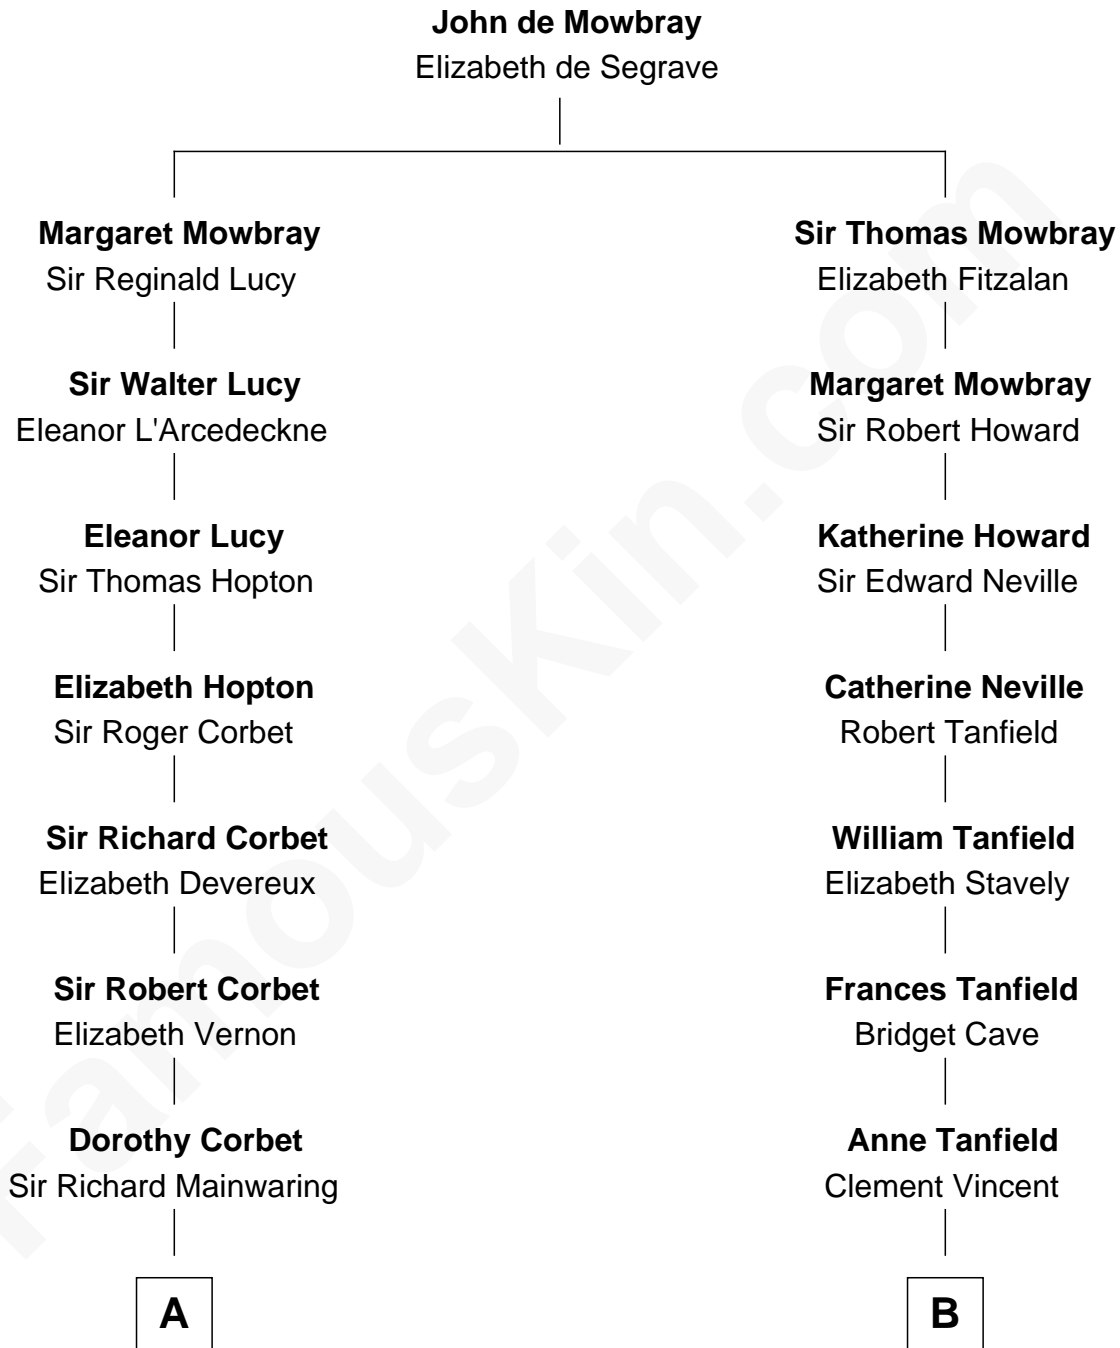 John de Mowbray
Elizabeth de Segrave
Margaret Mowbray
Sir Reginald Lucy
Sir Walter Lucy
Eleanor L'Arcedeckne
Eleanor Lucy
Sir Thomas Hopton
Elizabeth Hopton
Sir Roger Corbet
Sir Richard Corbet
Elizabeth Devereux
Sir Robert Corbet
Elizabeth Vernon
Dorothy Corbet
Sir Richard Mainwaring
A
Sir Thomas Mowbray
Elizabeth Fitzalan
Margaret Mowbray
Sir Robert Howard
Katherine Howard
Sir Edward Neville
Catherine Neville
Robert Tanfield
William Tanfield
Elizabeth Stavely
Frances Tanfield
Bridget Cave
Anne Tanfield
Clement Vincent
B
FamousKin.com